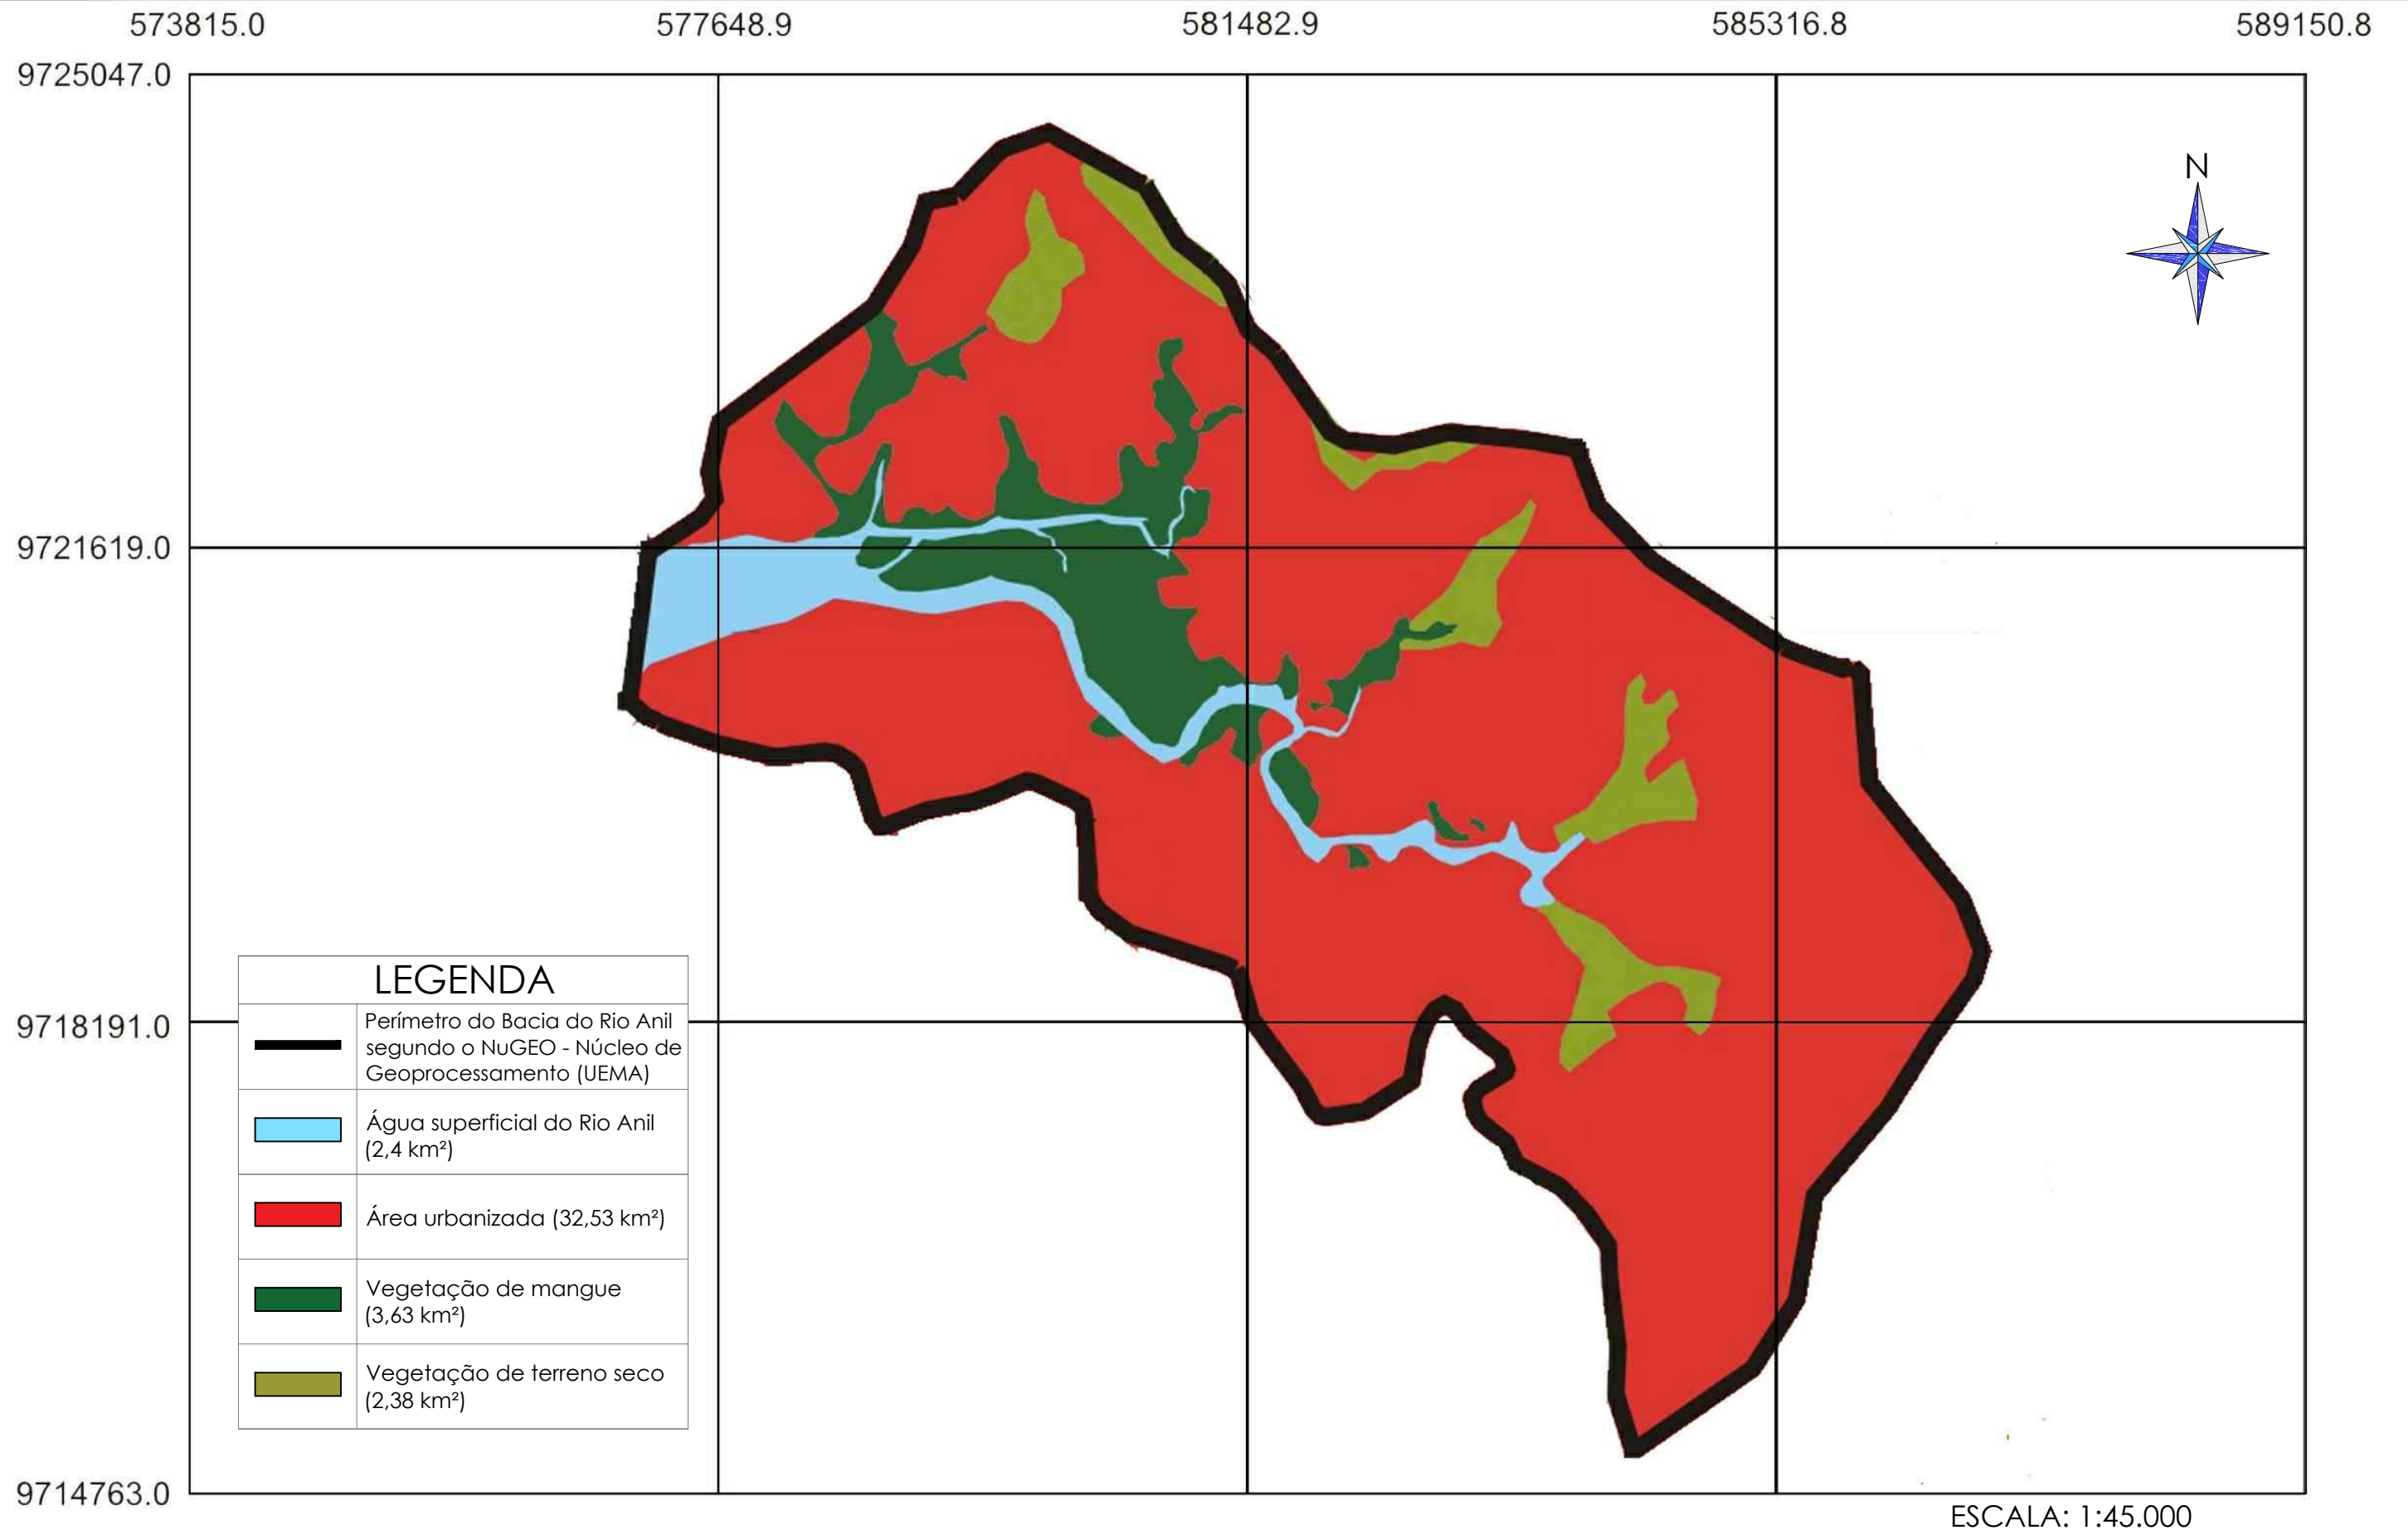 573815.0 577648.9 581482.9 585316.8 589150.8
9725047.0
N
9721619.0
9718191.0
9714763.0
LEGENDA
Perímetro do Bacia do Rio Anil
segundo o NuGEO - Núcleo de
Geoprocessamento (UEMA)
Água superficial do Rio Anil
(2,4 km²)
Área urbanizada (32,53 km²)
Vegetação de mangue
(3,63 km²)
Vegetação de terreno seco
(2,38 km²)
ESCALA: 1:45.000